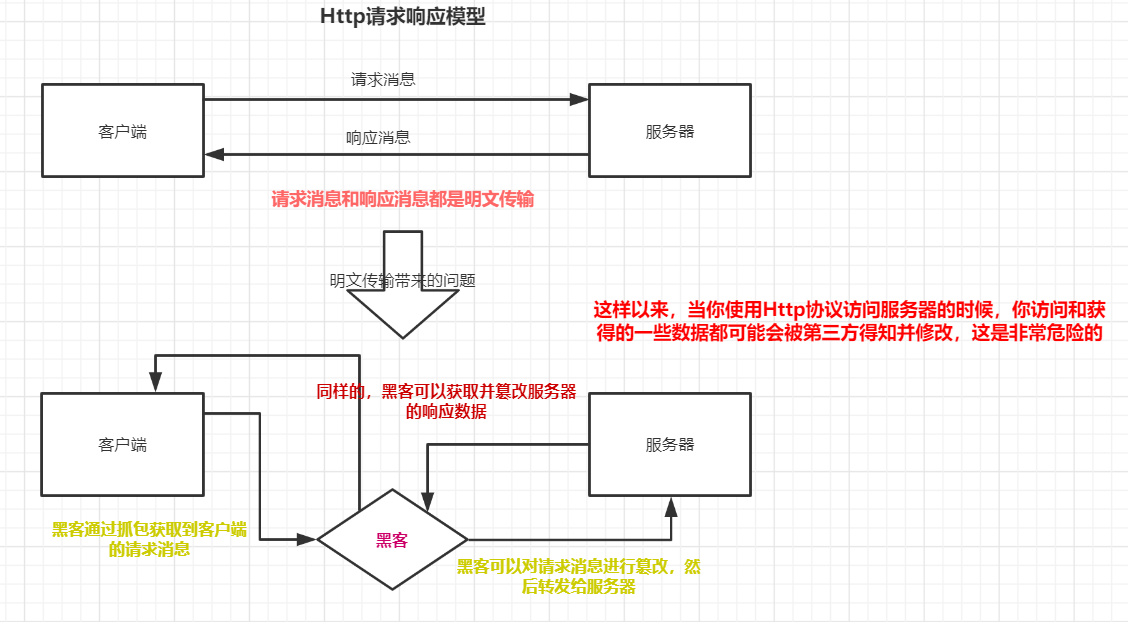 Http请求响应模型
请求消息
客户端
服务器
响应消息
请求消息和响应消息都是明文传输
明文传输带来的问题
这样以来，当你使用Http协议访问服务器的时候，你访问和获
得的一些数据都可能会被第三方得知并修改，这是非常危险的
同样的，黑客可以获取并篡改服务器
的响应数据
客户端
服务器
黑客通过抓包获取到客户端
的请求消息
黑客
黑客可以对请求消息进行篡改，然
后转发给服务器